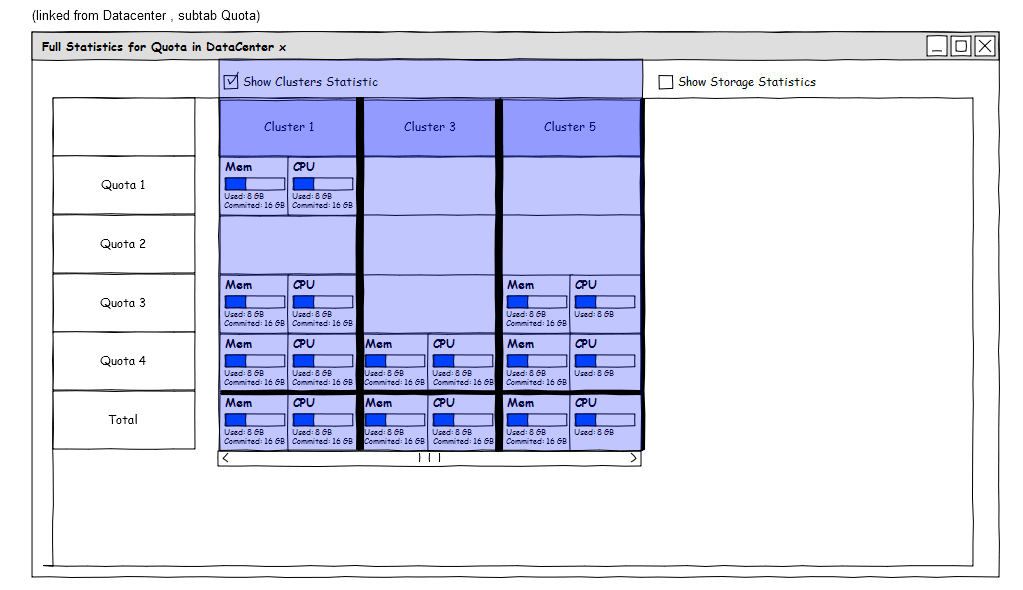 (linked from Datacenter , subtab Quota)
Full Statistics for Quota in DataCenter x
Show Clusters Statistic
Show Storage Statistics
Cluster 1 Cluster 3 Cluster 5
Quota 1
Mem CPU
Used: 8 GB Used: 8 GB
Commited: 16 GB Commited: 16 GB
Quota 2
Quota 3
Mem CPU Mem CPU
Used: 8 GB Used: 8 GB Used: 8 GB Used: 8 GB
Commited: 16 GB Commited: 16 GB Commited: 16 GB
Quota 4
Mem CPU Mem CPU Mem CPU
Used: 8 GB Used: 8 GB Used: 8 GB Used: 8 GB Used: 8 GB Used: 8 GB
Commited: 16 GB Commited: 16 GB Commited: 16 GB Commited: 16 GB Commited: 16 GB
Total
Mem CPU Mem CPU Mem CPU
Used: 8 GB Used: 8 GB Used: 8 GB Used: 8 GB Used: 8 GB Used: 8 GB
Commited: 16 GB Commited: 16 GB Commited: 16 GB Commited: 16 GB Commited: 16 GB